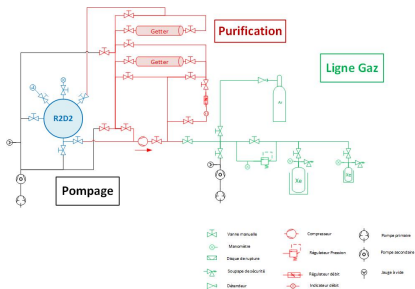 Purification
Getter
Getter
Ligne Gaz
R2D2
Ar
Pompage
Xe
Xe
Vanne manuelle
Manomètre
Disque de rupture
Soupape de sécurité
Détendeur
Compresseur
Régulateur Pression
Régulateur débit
Indicateur débit
Pompe primaire
Pompe secondaire
Jauge à vide